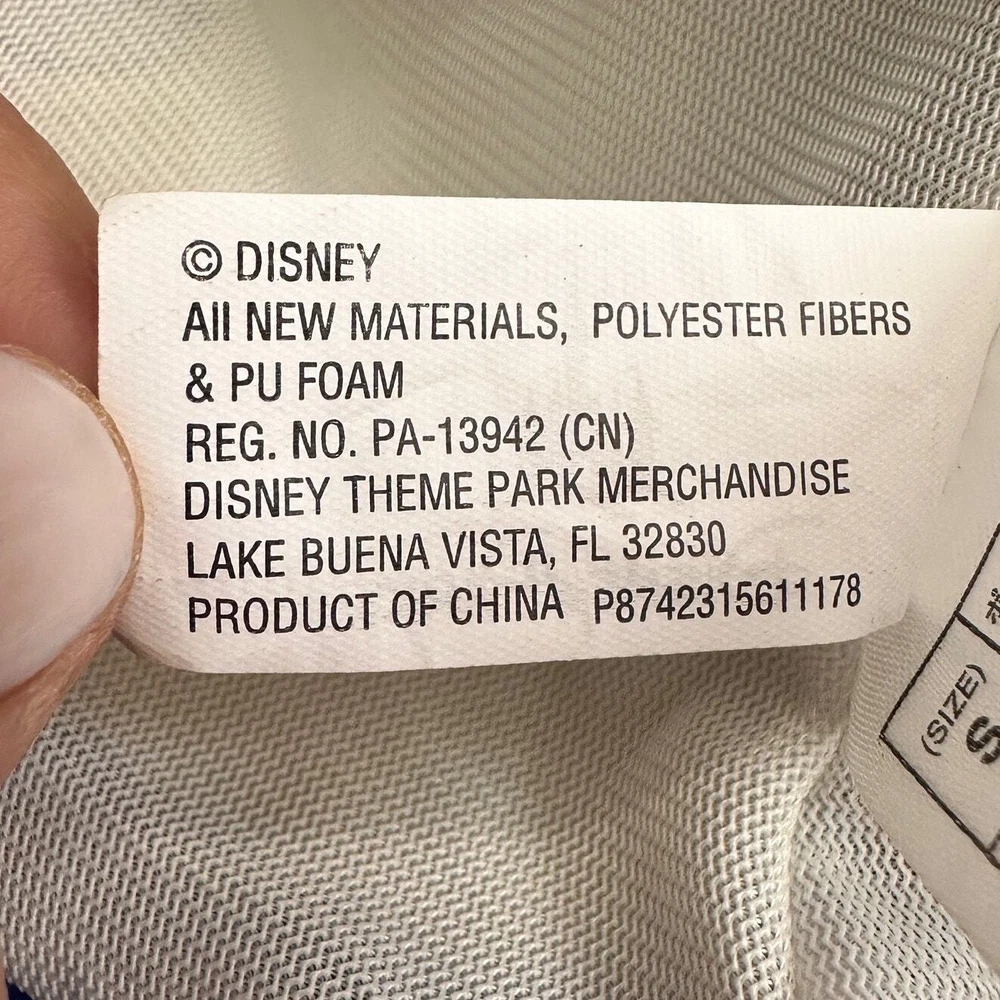 © DISNEY
All NEW MATERIALS, POLYESTER FIBERS
& PU FOAM
REG. NO. PA-13942 (CN)
DISNEY THEME PARK MERCHANDISE
LAKE BUENA VISTA, FL 32830
PRODUCT OF CHINA P8742315611178
(SIZE)
S